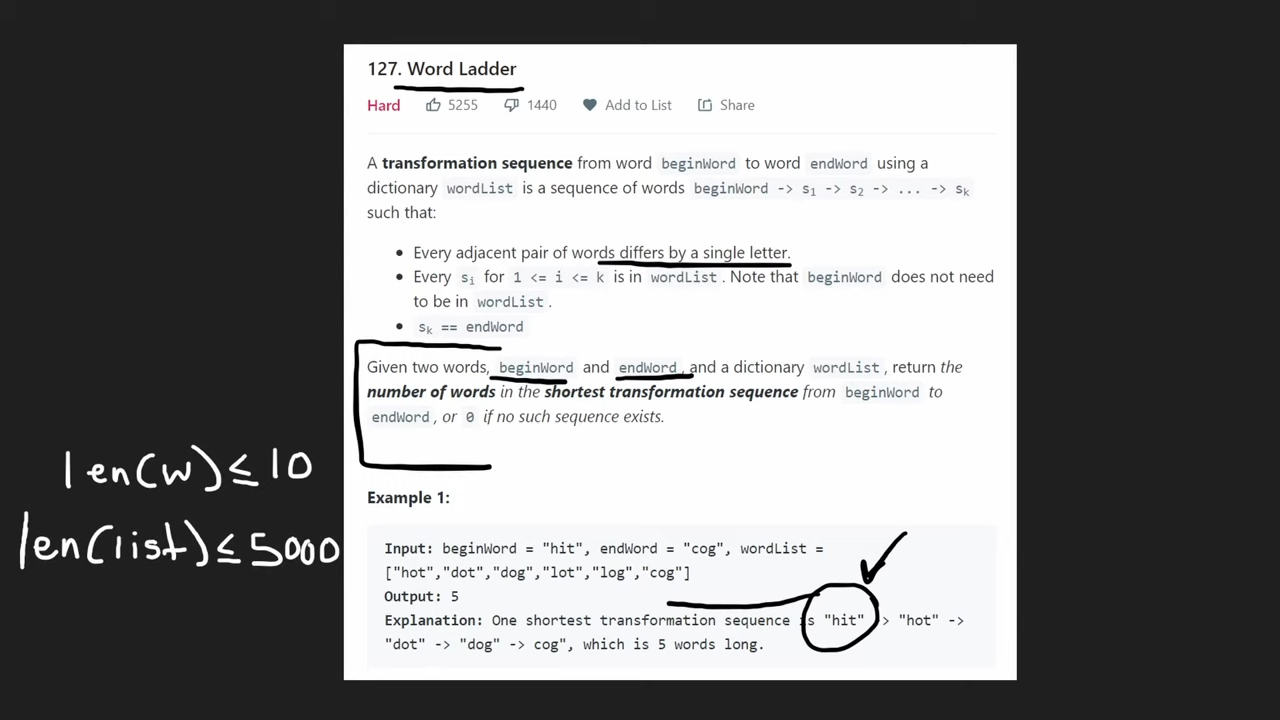 127. Word Ladder
Hard 5255 1440 Add to List Share
A transformation sequence from word beginWord to word endWord using a
dictionary wordList is a sequence of words beginWord -> s1 -> s2 -> ... -> sk
such that:
• Every adjacent pair of words differs by a single letter.
• Every si for 1 <= i <= k is in wordList. Note that beginWord does not need
to be in wordList.
• sk == endWord
Given two words, beginWord and endWord, and a dictionary wordList, return the
number of words in the shortest transformation sequence from beginWord to
endWord, or 0 if no such sequence exists.
len(w)≤10
len(list)≤5000
Example 1:
Input: beginWord = "hit", endWord = "cog", wordList =
["hot","dot","dog","lot","log","cog"]
Output: 5
Explanation: One shortest transformation sequence is "hit" -> "hot" ->
"dot" -> "dog" -> cog", which is 5 words long.